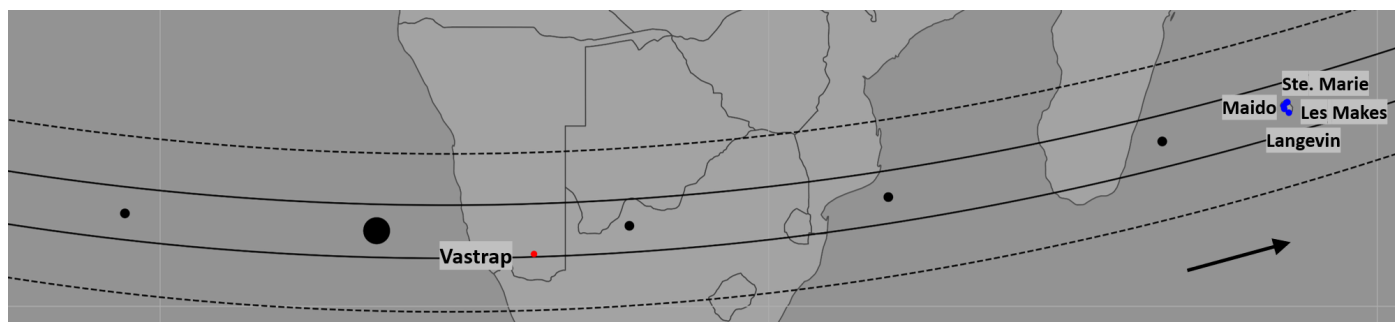 Ste. Marie
Maido
Les Makes
Langevin
Vastrap